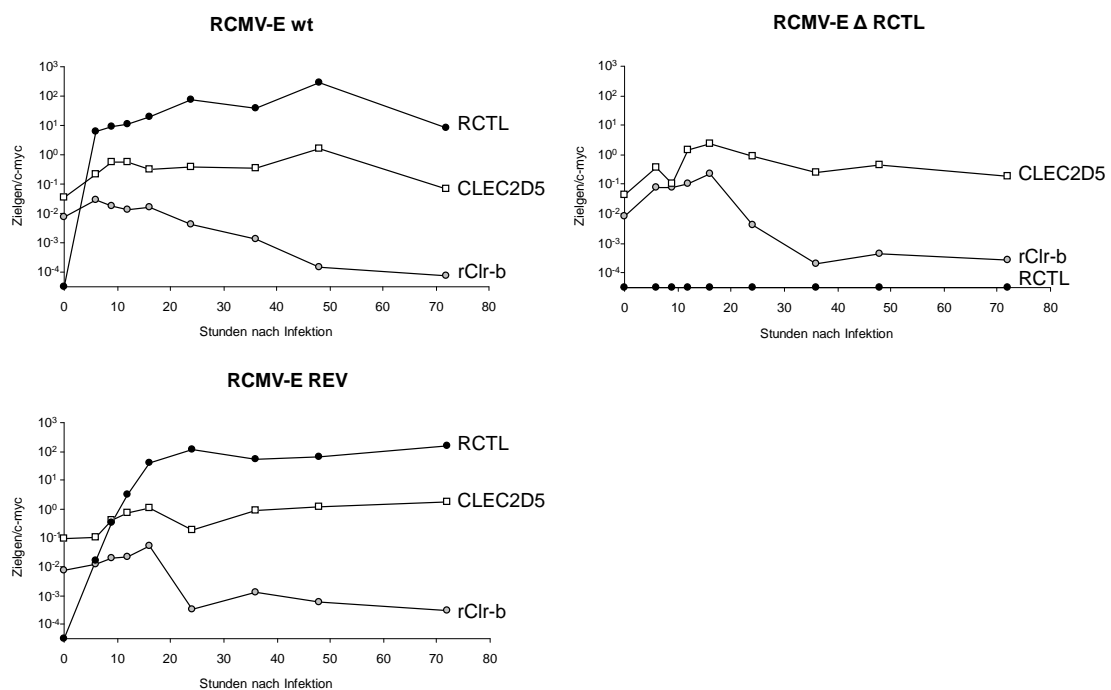 RCMV-E wt
10³
10²
10¹
10⁰
10⁻¹
10⁻²
10⁻³
10⁻⁴
Zielgen/c-myc
RCTL
CLEC2D5
rClr-b
0 10 20 30 40 50 60 70 80
Stunden nach Infektion
RCMV-E Δ RCTL
10³
10²
10¹
10⁰
10⁻¹
10⁻²
10⁻³
10⁻⁴
Zielgen/c-myc
CLEC2D5
rClr-b
RCTL
0 10 20 30 40 50 60 70 80
Stunden nach Infektion
RCMV-E REV
10³
10²
10¹
10⁰
10⁻¹
10⁻²
10⁻³
10⁻⁴
Zielgen/c-myc
RCTL
CLEC2D5
rClr-b
0 10 20 30 40 50 60 70 80
Stunden nach Infektion